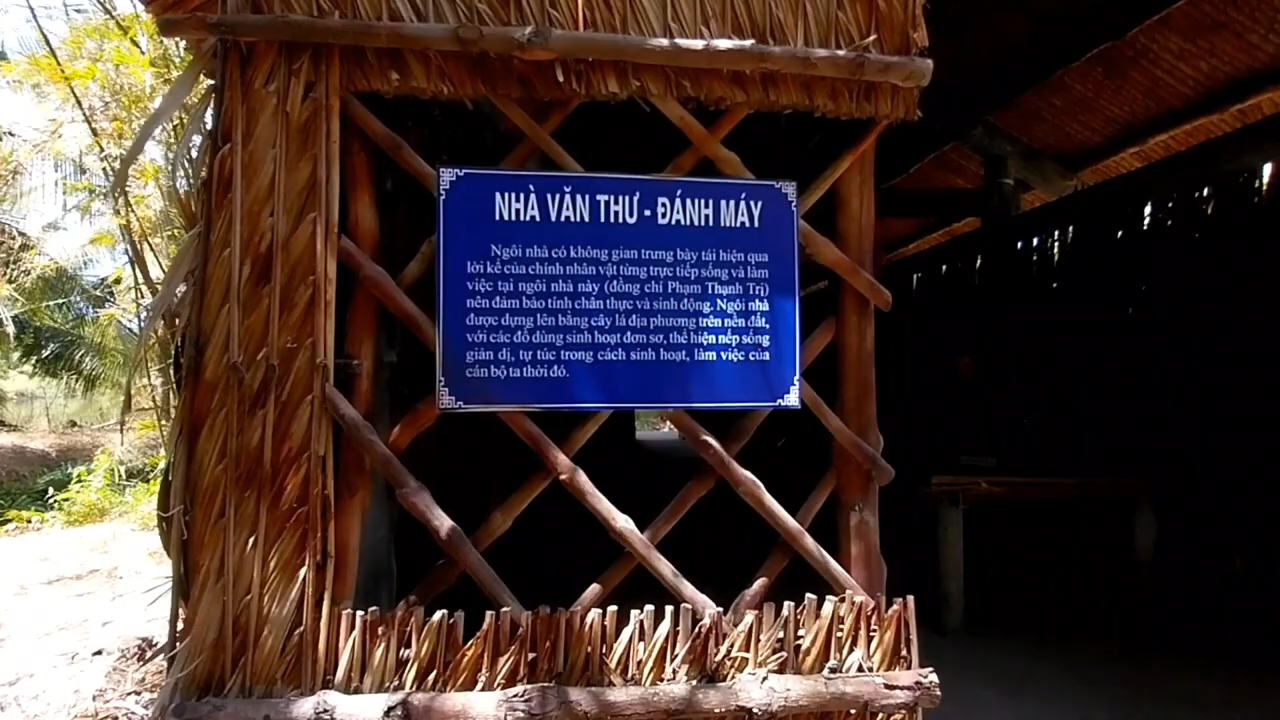 NHÀ VĂN THƯ - ĐÁNH MÁY
Ngôi nhà có không gian trưng bày tái hiện qua
lời kể của chính nhân vật từng trực tiếp sống và làm
việc tại ngôi nhà này (đồng chí Phạm Thạnh Trị)
nên đảm bảo tính chân thực và sinh động. Ngôi nhà
được dựng lên bằng cây lá địa phương trên nền đất,
với các đồ dùng sinh hoạt đơn sơ, thể hiện nếp sống
giản dị, tự túc trong cách sinh hoạt, làm việc của
cán bộ ta thời đó.